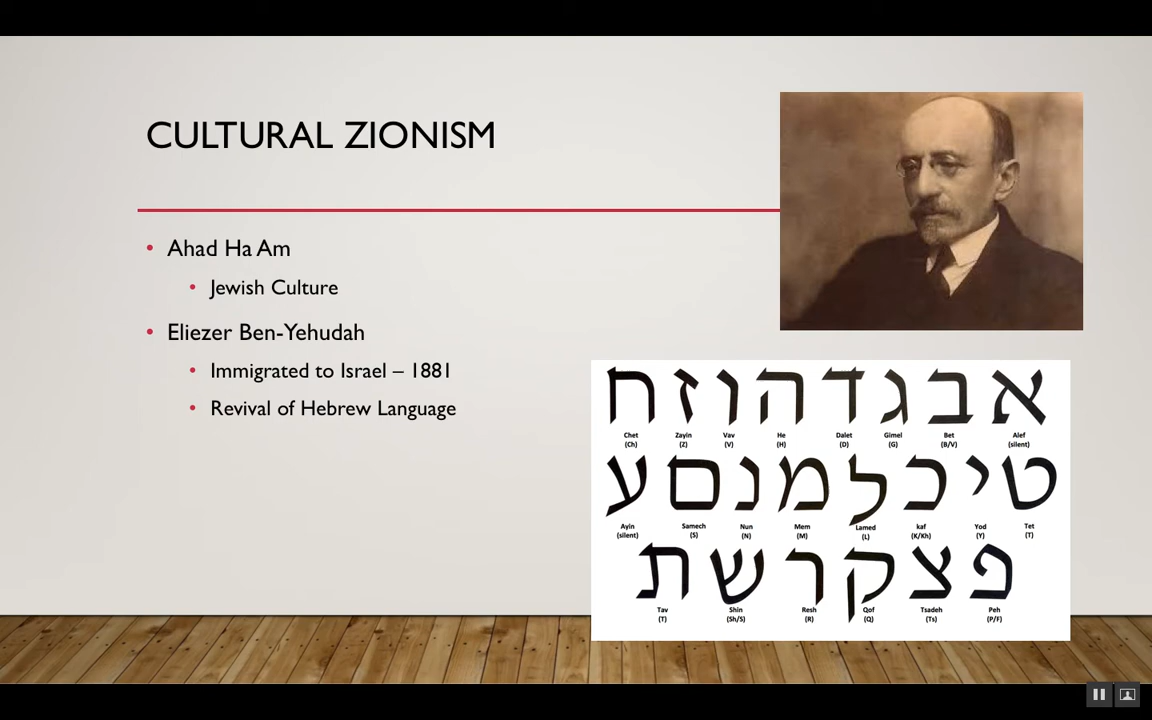 CULTURAL ZIONISM
• Ahad Ha Am
• Jewish Culture
• Eliezer Ben-Yehudah
• Immigrated to Israel – 1881
• Revival of Hebrew Language
א ב ג ד ה ו ז ח
Alef Bet Gimel Dalet He Vav Zayin Chet
(silent) (B/V) (G) (D) (H) (V) (Z) (Ch)
ט י כ ל מ נ ס ע
Tet Yod kaf Lamed Mem Nun Samech Ayin
(T) (Y) (K/Kh) (L) (M) (N) (S) (silent)
פ צ ק ר ש ת
Peh Tsadeh Qof Resh Shin Tav
(P/F) (Ts) (Q) (R) (Sh/S) (T)